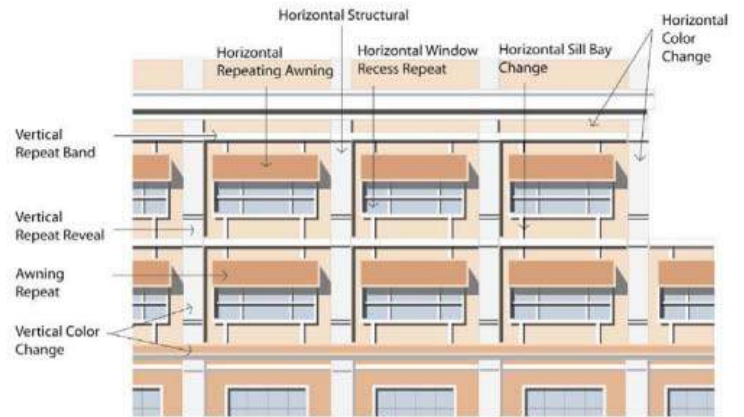 Horizontal Structural
Horizontal
Color
Change
Horizontal
Repeating Awning
Horizontal Window
Recess Repeat
Horizontal Sill Bay
Change
Vertical
Repeat Band
Vertical
Repeat Reveal
Awning
Repeat
Vertical Color
Change